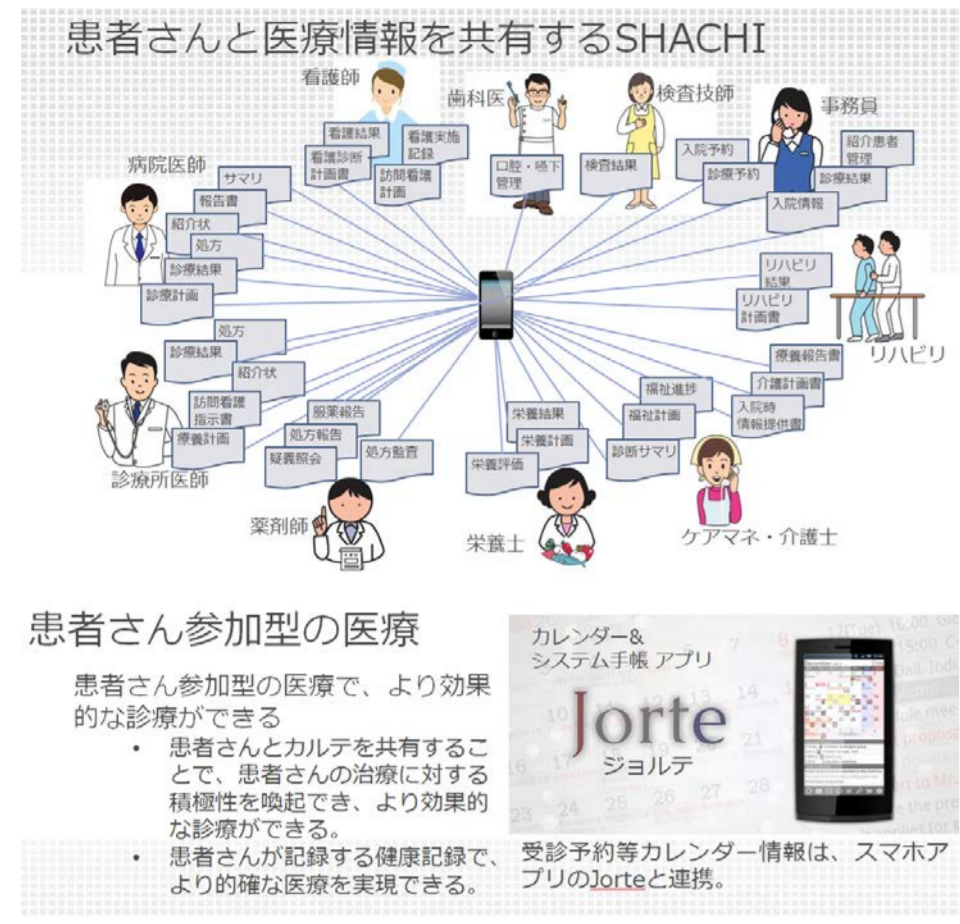 患者さんと医療情報を共有するSHACHI
看護師
看護結果
看護実施
記録
看護診断
計画書
訪問看護
計画
歯科医
口腔・嚥下
管理
検査技師
検査結果
事務員
入院予約
診療予約
紹介患者
管理
診療結果
入院情報
病院医師
サマリ
報告書
紹介状
処方
診療結果
診療計画
リハビリ
結果
リハビリ
計画書
リハビリ
処方
診療結果
紹介状
訪問看護
指示書
療養計画
診療所医師
服薬報告
処方報告
疑義照会
処方監査
薬剤師
栄養結果
栄養計画
栄養評価
栄養士
療養報告書
介護計画書
入院時
情報提供書
福祉進捗
福祉計画
診断サマリ
ケアマネ・介護士
患者さん参加型の医療
患者さん参加型の医療で、より効果
的な診療ができる
• 患者さんとカルテを共有するこ
とで、患者さんの治療に対する
積極性を喚起でき、より効果的
な診療ができる。
• 患者さんが記録する健康記録で、
より的確な医療を実現できる。
カレンダー&
システム手帳 アプリ
Jorte
ジョルテ
受診予約等カレンダー情報は、スマホア
プリのJorteと連携。